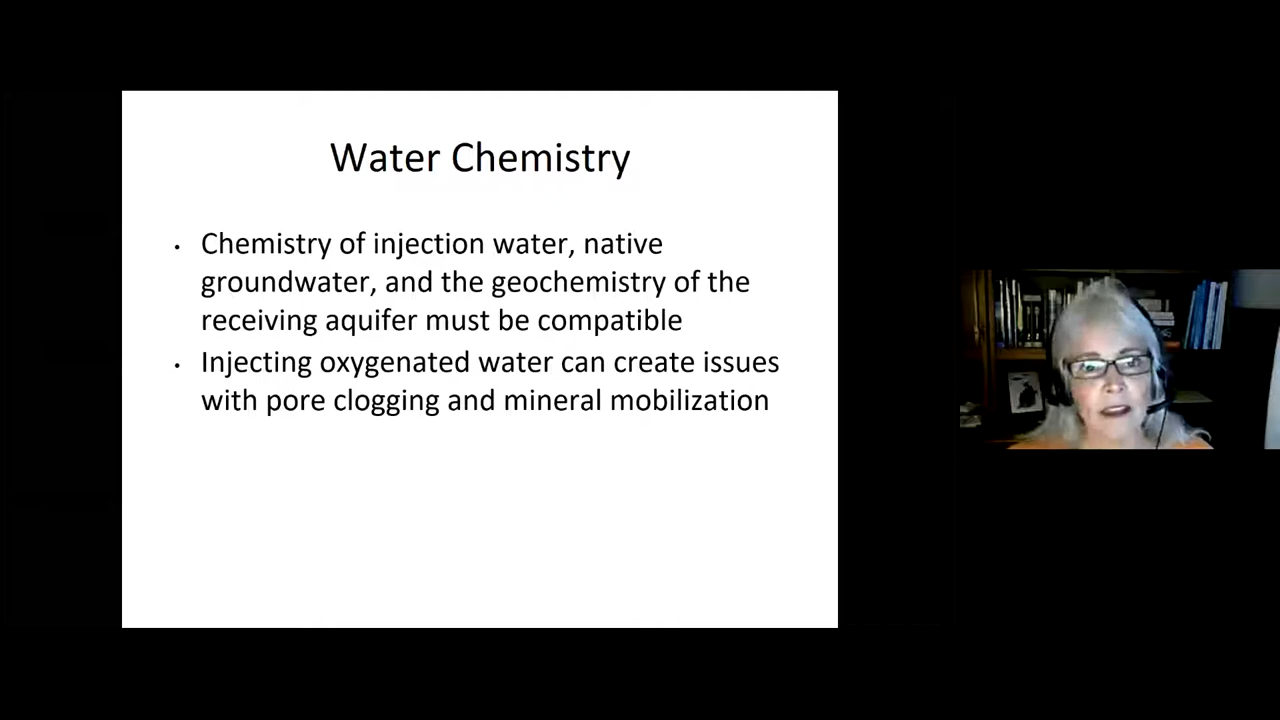 Water Chemistry
• Chemistry of injection water, native
groundwater, and the geochemistry of the
receiving aquifer must be compatible
• Injecting oxygenated water can create issues
with pore clogging and mineral mobilization